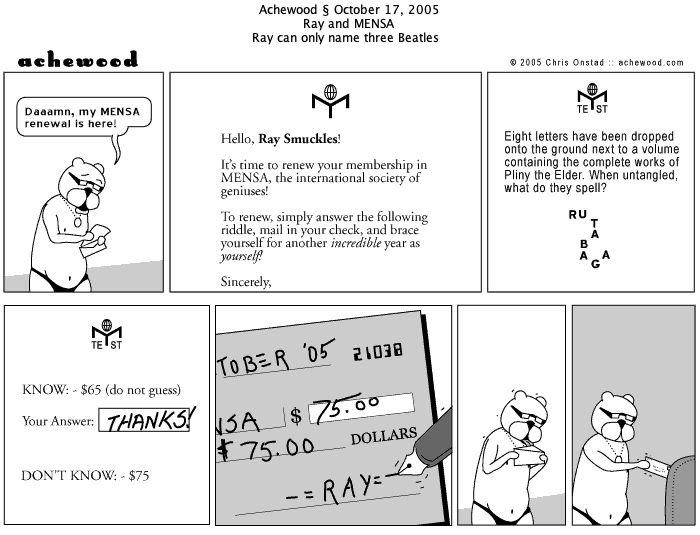 Achewood § October 17, 2005
Ray and MENSA
Ray can only name three Beatles
achewood
© 2005 Chris Onstad :: achewood.com
Daaamn, my MENSA
renewal is here!
Hello, Ray Smuckles!
It's time to renew your membership in
MENSA, the international society of
geniuses!
To renew, simply answer the following
riddle, mail in your check, and brace
yourself for another incredible year as
yourself!
Sincerely,
TE ST
Eight letters have been dropped
onto the ground next to a volume
containing the complete works of
Pliny the Elder. When untangled,
what do they spell?
RU
T
A
B
A
G
A
TE ST
KNOW: - $65 (do not guess)
Your Answer: THANKS!
DON'T KNOW: - $75
TOBER '05 21038
NSA $ 75.00
$75.00 DOLLARS
-=RAY=-